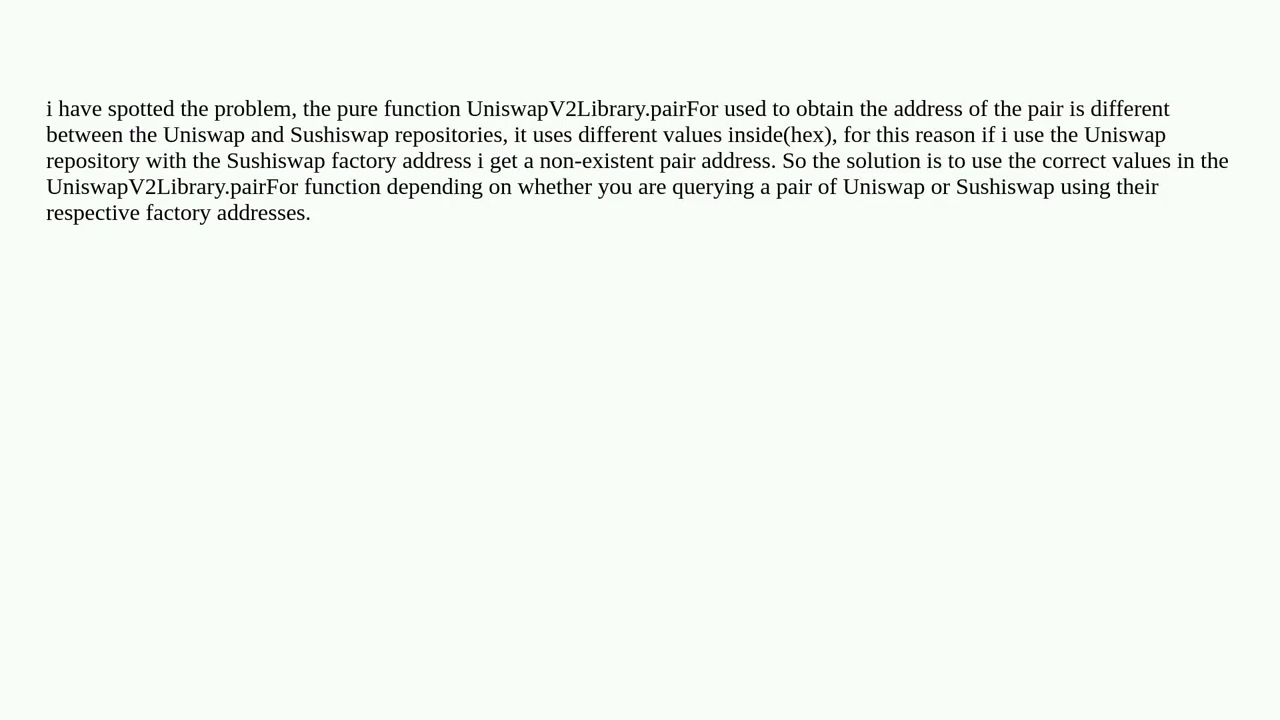 i have spotted the problem, the pure function UniswapV2Library.pairFor used to obtain the address of the pair is different
between the Uniswap and Sushiswap repositories, it uses different values inside(hex), for this reason if i use the Uniswap
repository with the Sushiswap factory address i get a non-existent pair address. So the solution is to use the correct values in the
UniswapV2Library.pairFor function depending on whether you are querying a pair of Uniswap or Sushiswap using their
respective factory addresses.